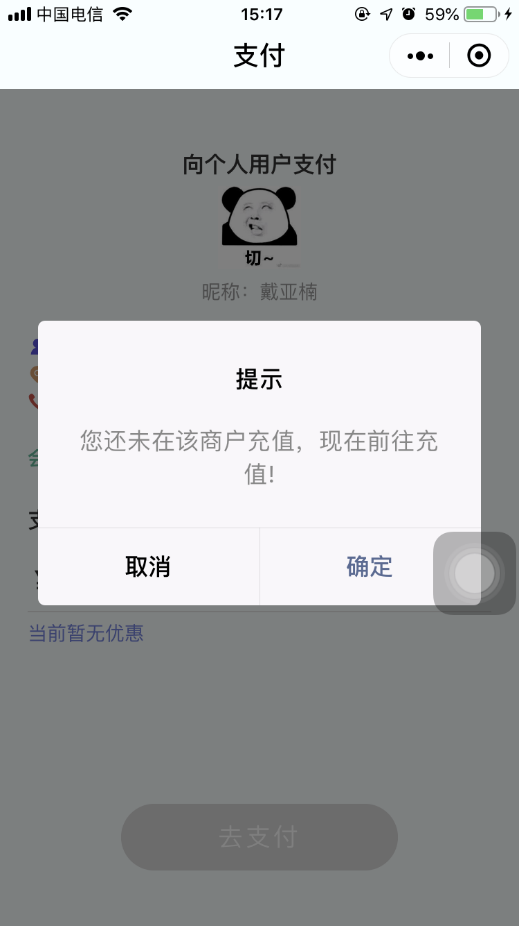 中国电信
15:17
59%
支付
向个人用户支付
切~
昵称：戴亚楠
提示
您还未在该商户充值，现在前往充
值!
取消
确定
当前暂无优惠
去支付